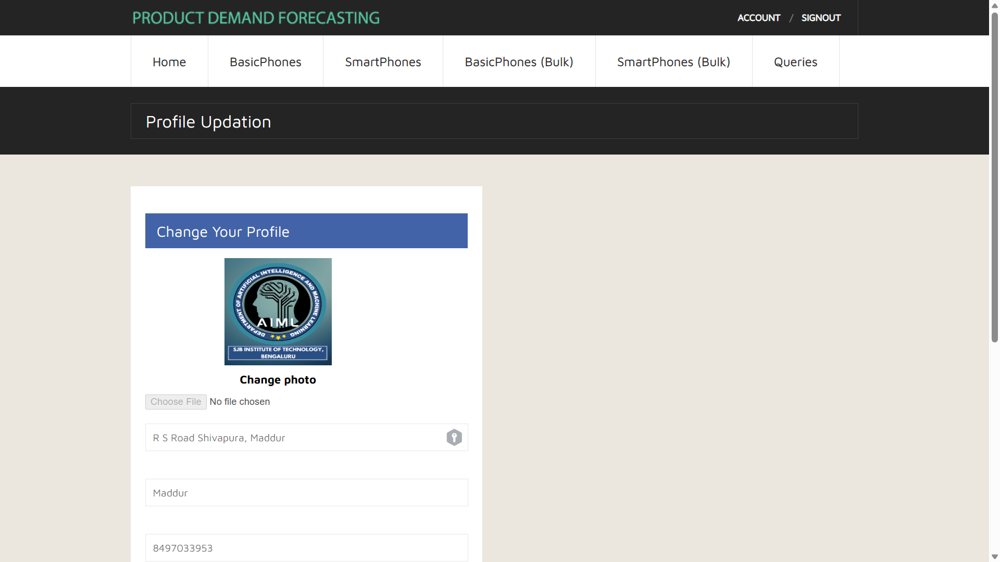 PRODUCT DEMAND FORECASTING
ACCOUNT / SIGNOUT
Home
BasicPhones
SmartPhones
BasicPhones (Bulk)
SmartPhones (Bulk)
Queries
Profile Updation
Change Your Profile
DEPARTMENT OF ARTIFICIAL INTELLIGENCE AND MACHINE LEARNING
AIML
SJB INSTITUTE OF TECHNOLOGY,
BENGALURU
Change photo
Choose File No file chosen
R S Road Shivapura, Maddur
Maddur
8497033953